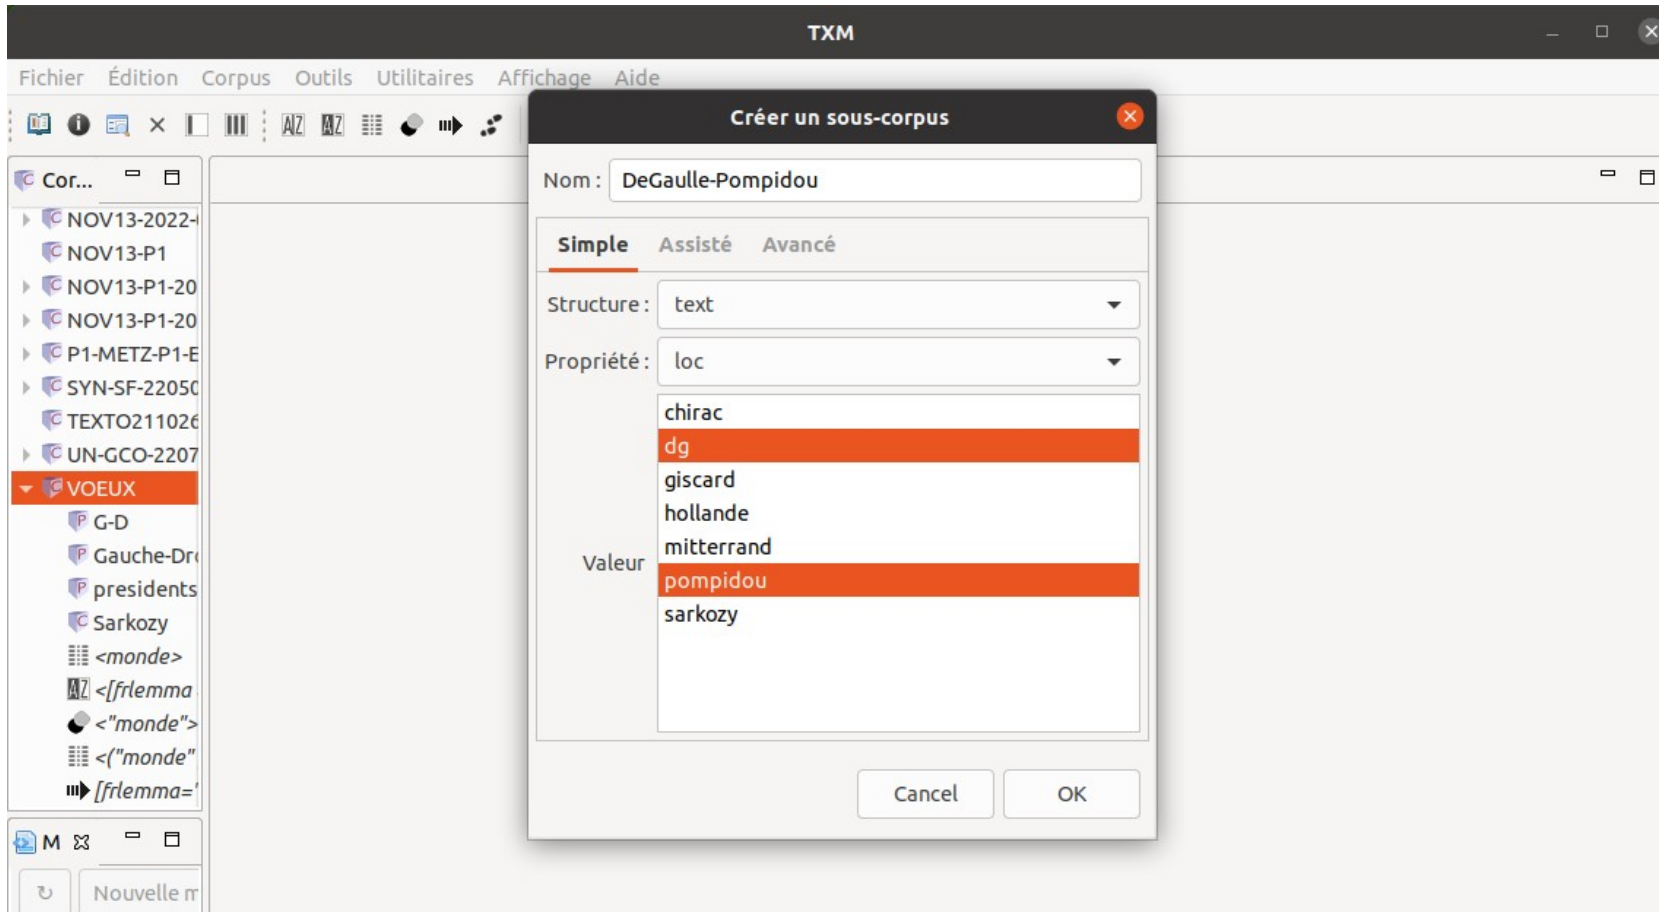 TXM
Fichier Édition Corpus Outils Utilitaires Affichage Aide
Cor...
NOV13-2022-
NOV13-P1
NOV13-P1-20
NOV13-P1-20
P1-METZ-P1-E
SYN-SF-2205
TEXTO211026
UN-GCO-2207
VOEUX
G-D
Gauche-Dr
presidents
Sarkozy
<monde>
<[frlemma
<"monde">
<("monde"
[frlemma="
M
Nouvelle m
Créer un sous-corpus
Nom : DeGaulle-Pompidou
Simple Assisté Avancé
Structure : text
Propriété : loc
Valeur
chirac
dg
giscard
hollande
mitterrand
pompidou
sarkozy
Cancel OK